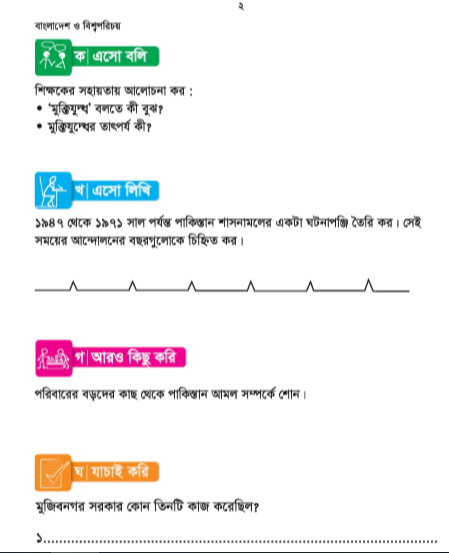 ২
বাংলাদেশ ও বিশ্বপরিচয়
ক এসো বলি
শিক্ষকের সহায়তায় আলোচনা কর :
• 'মুক্তিযুদ্ধ' বলতে কী বুঝ?
• মুক্তিযুদ্ধের তাৎপর্য কী?
খ এসো লিখি
১৯৪৭ থেকে ১৯৭১ সাল পর্যন্ত পাকিস্তান শাসনামলের একটা ঘটনাপঞ্জি তৈরি কর। সেই
সময়ের আন্দোলনের বছরগুলোকে চিহ্নিত কর।
গ আরও কিছু করি
পরিবারের বড়দের কাছ থেকে পাকিস্তান আমল সম্পর্কে শোন।
ঘ যাচাই করি
মুজিবনগর সরকার কোন তিনটি কাজ করেছিল?
১................................................................................